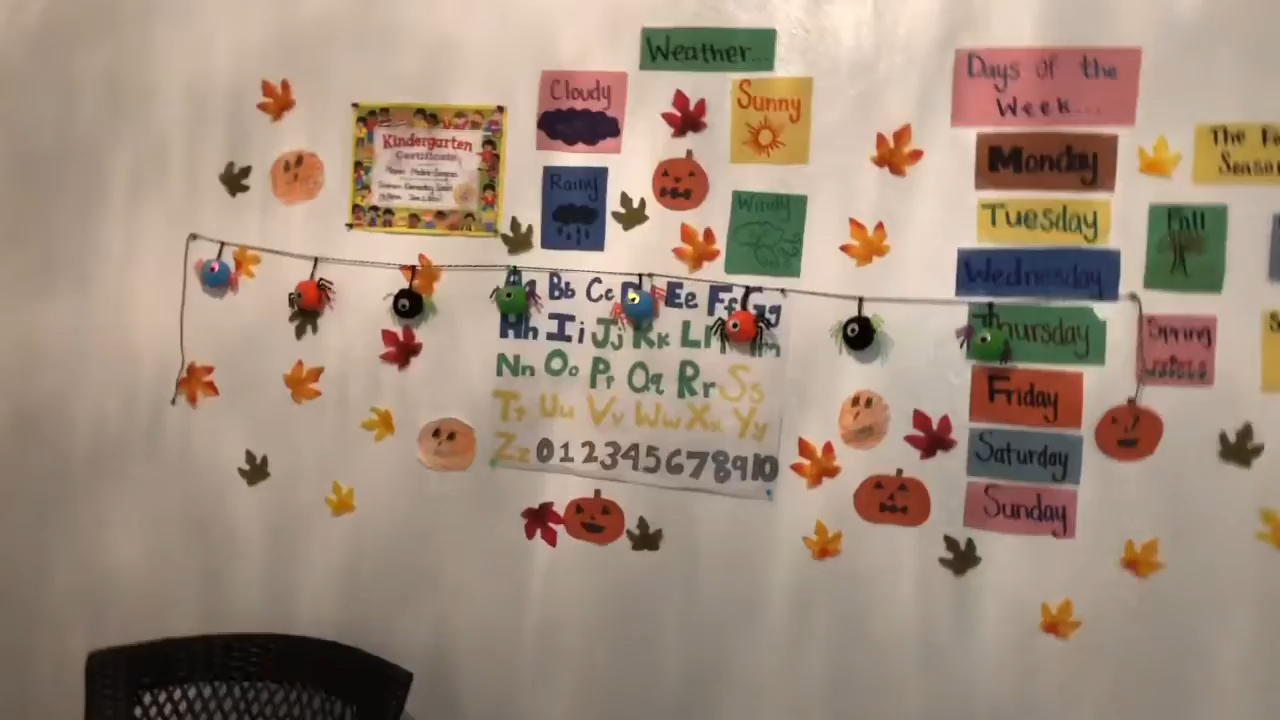 Weather...
Cloudy
Sunny
Rainy
Windy
Kindergarten
Certificate
Bb Cc Ee Ff Gg
Hh Ii Jj Kk
Nn Oo Pp Qq Rr Ss
Tt Uu Vv Ww Xx Yy
Zz 012345678910
Days of the
Week...
Monday
Tuesday
Wednesday
Thursday
Friday
Saturday
Sunday
The
Fall
Spring